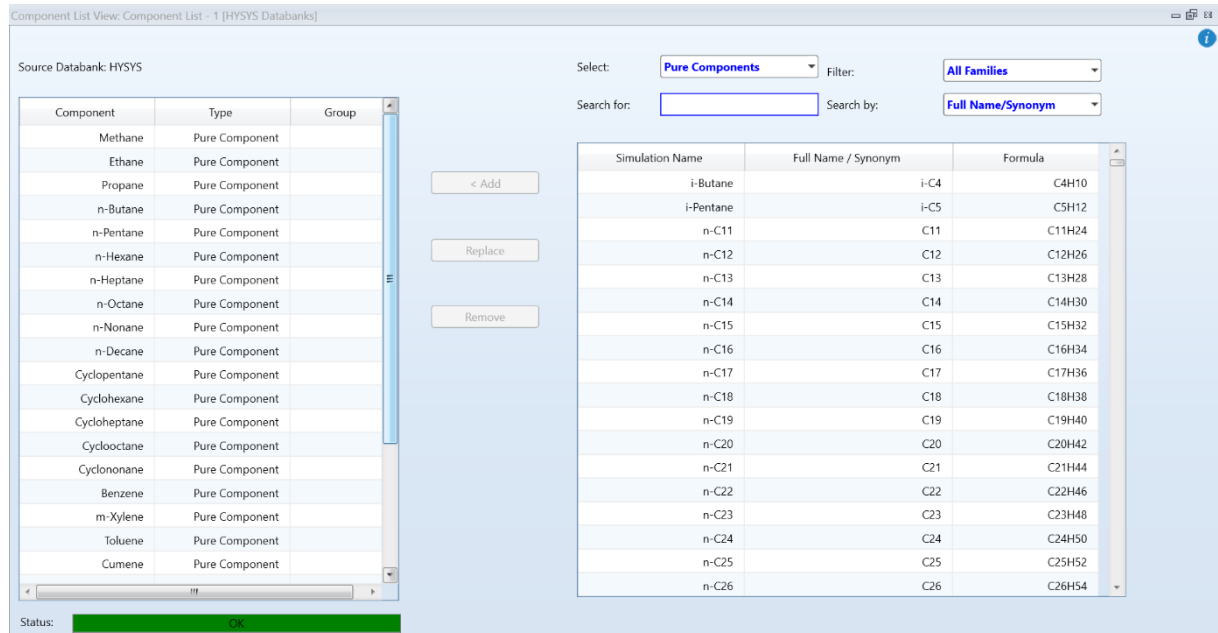 Component List View: Component List - 1 [HYSYS Databanks]
Source Databank: HYSYS
Select: Pure Components Filter: All Families
Search for: Search by: Full Name/Synonym
Component Type Group
Methane Pure Component
Ethane Pure Component
Propane Pure Component
n-Butane Pure Component
n-Pentane Pure Component
n-Hexane Pure Component
n-Heptane Pure Component
n-Octane Pure Component
n-Nonane Pure Component
n-Decane Pure Component
Cyclopentane Pure Component
Cyclohexane Pure Component
Cycloheptane Pure Component
Cyclooctane Pure Component
Cyclononane Pure Component
Benzene Pure Component
m-Xylene Pure Component
Toluene Pure Component
Cumene Pure Component
< Add
Replace
Remove
Simulation Name Full Name / Synonym Formula
i-Butane i-C4 C4H10
i-Pentane i-C5 C5H12
n-C11 C11 C11H24
n-C12 C12 C12H26
n-C13 C13 C13H28
n-C14 C14 C14H30
n-C15 C15 C15H32
n-C16 C16 C16H34
n-C17 C17 C17H36
n-C18 C18 C18H38
n-C19 C19 C19H40
n-C20 C20 C20H42
n-C21 C21 C21H44
n-C22 C22 C22H46
n-C23 C23 C23H48
n-C24 C24 C24H50
n-C25 C25 C25H52
n-C26 C26 C26H54
Status: OK